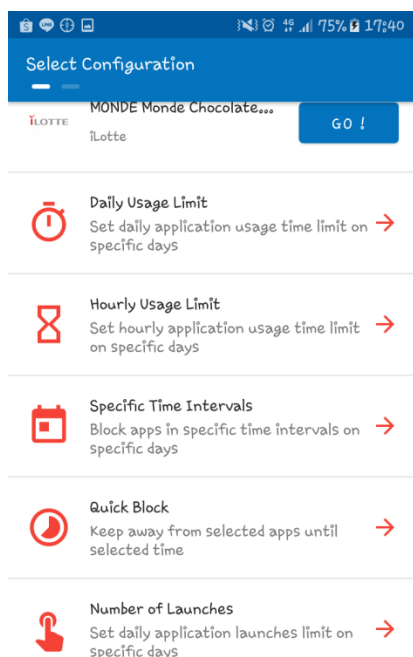 4G 75% 17:40
Select Configuration
MONDE Monde Chocolate...
iLOTTE
GO !
iLotte
Daily Usage Limit
Set daily application usage time limit on
specific days
Hourly Usage Limit
Set hourly application usage time limit
on specific days
Specific Time Intervals
Block apps in specific time intervals on
specific days
Quick Block
Keep away from selected apps until
selected time
Number of Launches
Set daily application launches limit on
specific days